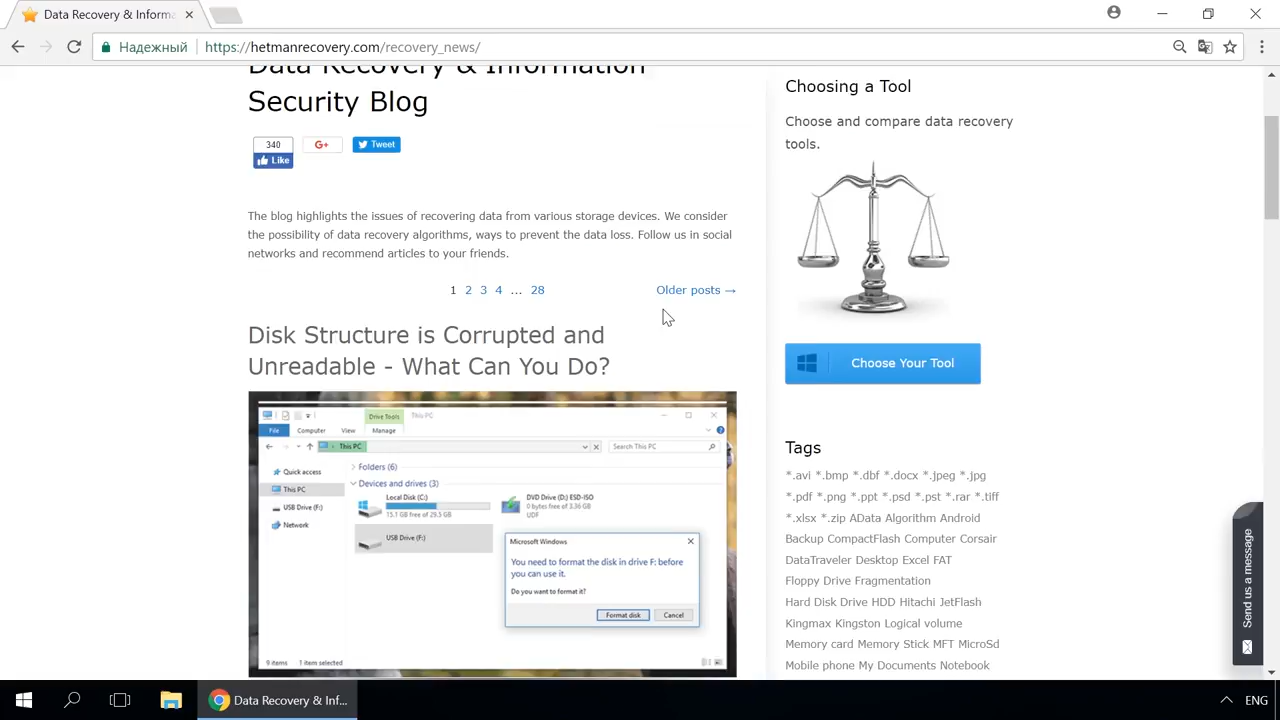 Data Recovery & Informa
Надежный
https://hetmanrecovery.com/recovery_news/
Data Recovery & Information
Security Blog
340
Like
G+
Tweet
The blog highlights the issues of recovering data from various storage devices. We consider
the possibility of data recovery algorithms, ways to prevent the data loss. Follow us in social
networks and recommend articles to your friends.
1 2 3 4 ... 28
Older posts →
Disk Structure is Corrupted and
Unreadable - What Can You Do?
Drive Tools
This PC
File
Computer
View
Manage
This PC
Search This PC
Quick access
This PC
USB Drive (F:)
Network
Folders (6)
Devices and drives (3)
Local Disk (C:)
15.1 GB free of 29.5 GB
DVD Drive (D:) ESD-ISO
0 bytes free of 3.36 GB
UDF
USB Drive (F:)
Microsoft Windows
You need to format the disk in drive F: before
you can use it.
Do you want to format it?
Format disk
Cancel
9 items
1 item selected
Choosing a Tool
Choose and compare data recovery
tools.
Choose Your Tool
Tags
*.avi *.bmp *.dbf *.docx *.jpeg *.jpg
*.pdf *.png *.ppt *.psd *.pst *.rar *.tiff
*.xlsx *.zip AData Algorithm Android
Backup CompactFlash Computer Corsair
DataTraveler Desktop Excel FAT
Floppy Drive Fragmentation
Hard Disk Drive HDD Hitachi JetFlash
Kingmax Kingston Logical volume
Memory card Memory Stick MFT MicroSd
Mobile phone My Documents Notebook
Send us a message
Data Recovery & Inf...
ENG